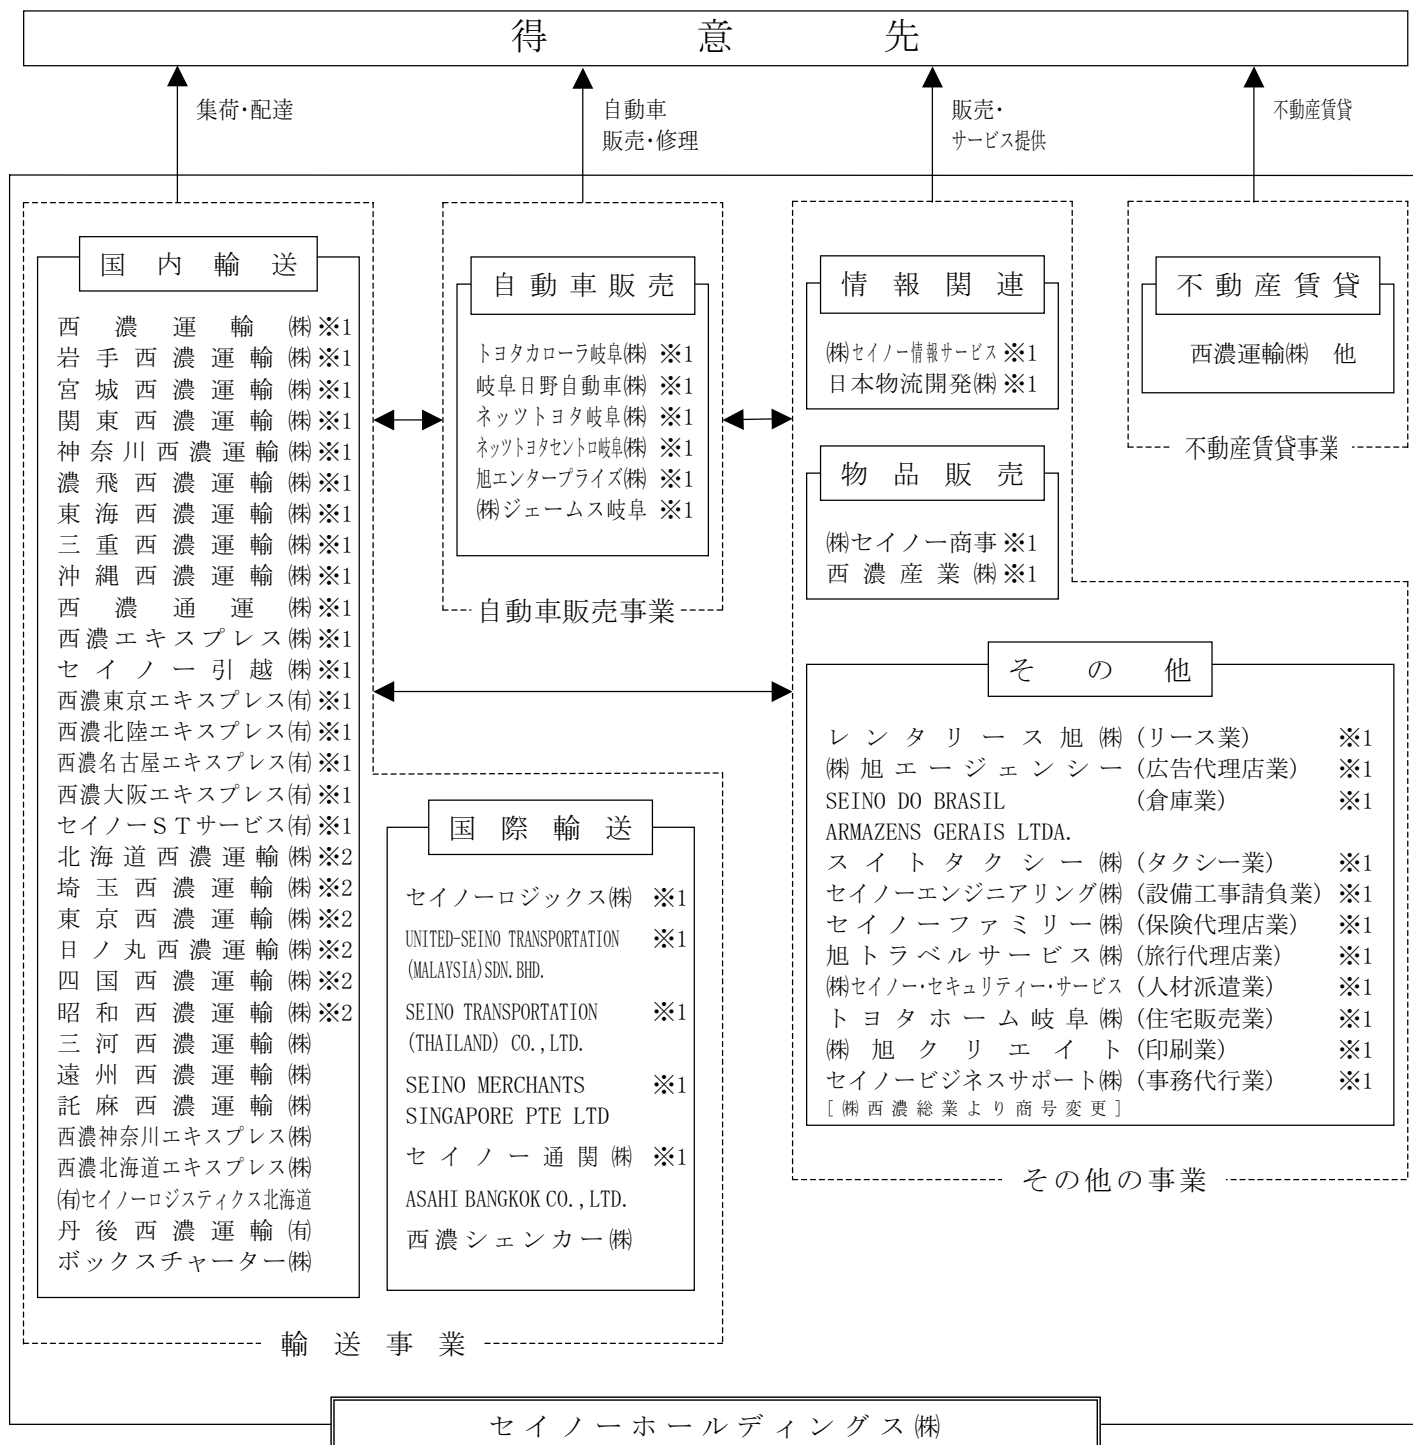 得意先
集荷・配達
自動車
販売・修理
販売・
サービス提供
不動産賃貸
国内輸送
西濃運輸㈱※1
岩手西濃運輸㈱※1
宮城西濃運輸㈱※1
関東西濃運輸㈱※1
神奈川西濃運輸㈱※1
濃飛西濃運輸㈱※1
東海西濃運輸㈱※1
三重西濃運輸㈱※1
沖縄西濃運輸㈱※1
西濃通運㈱※1
西濃エキスプレス㈱※1
セイノー引越㈱※1
西濃東京エキスプレス㈲※1
西濃北陸エキスプレス㈲※1
西濃名古屋エキスプレス㈲※1
西濃大阪エキスプレス㈲※1
セイノーSTサービス㈲※1
北海道西濃運輸㈱※2
埼玉西濃運輸㈱※2
東京西濃運輸㈱※2
日ノ丸西濃運輸㈱※2
四国西濃運輸㈱※2
昭和西濃運輸㈱※2
三河西濃運輸㈱
遠州西濃運輸㈱
託麻西濃運輸㈱
西濃神奈川エキスプレス㈱
西濃北海道エキスプレス㈱
㈲セイノーロジスティクス北海道
丹後西濃運輸㈲
ボックスチャーター㈱
国際輸送
セイノーロジックス㈱ ※1
UNITED-SEINO TRANSPORTATION ※1
(MALAYSIA)SDN.BHD.
SEINO TRANSPORTATION ※1
(THAILAND) CO.,LTD.
SEINO MERCHANTS ※1
SINGAPORE PTE LTD
セイノー通関㈱ ※1
ASAHI BANGKOK CO.,LTD.
西濃シェンカー㈱
輸送事業
自動車販売
トヨタカローラ岐阜㈱ ※1
岐阜日野自動車㈱ ※1
ネッツトヨタ岐阜㈱ ※1
ネッツトヨタセントロ岐阜㈱ ※1
旭エンタープライズ㈱ ※1
㈱ジェームス岐阜 ※1
自動車販売事業
情報関連
㈱セイノー情報サービス ※1
日本物流開発㈱ ※1
物品販売
㈱セイノー商事※1
西濃産業㈱※1
その他
レンタリース旭㈱ (リース業) ※1
㈱旭エージェンシー (広告代理店業) ※1
SEINO DO BRASIL (倉庫業) ※1
ARMAZENS GERAIS LTDA.
スイトタクシー㈱ (タクシー業) ※1
セイノーエンジニアリング㈱ (設備工事請負業) ※1
セイノーファミリー㈱ (保険代理店業) ※1
旭トラベルサービス㈱ (旅行代理店業) ※1
㈱セイノー・セキュリティー・サービス (人材派遣業) ※1
トヨタホーム岐阜㈱ (住宅販売業) ※1
㈱旭クリエイト (印刷業) ※1
セイノービジネスサポート㈱ (事務代行業) ※1
[㈱西濃総業より商号変更]
その他の事業
不動産賃貸
西濃運輸㈱ 他
不動産賃貸事業
セイノーホールディングス㈱